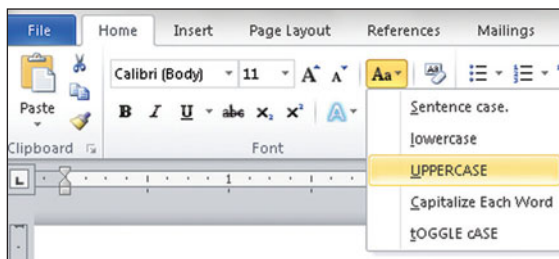 File Home Insert Page Layout References Mailings
Calibri (Body) 11 A A Aa
Paste B I U abc x₂ x² A
Sentence case.
lowercase
Clipboard Font
UPPERCASE
L 1
Capitalize Each Word
tOGGLE cASE